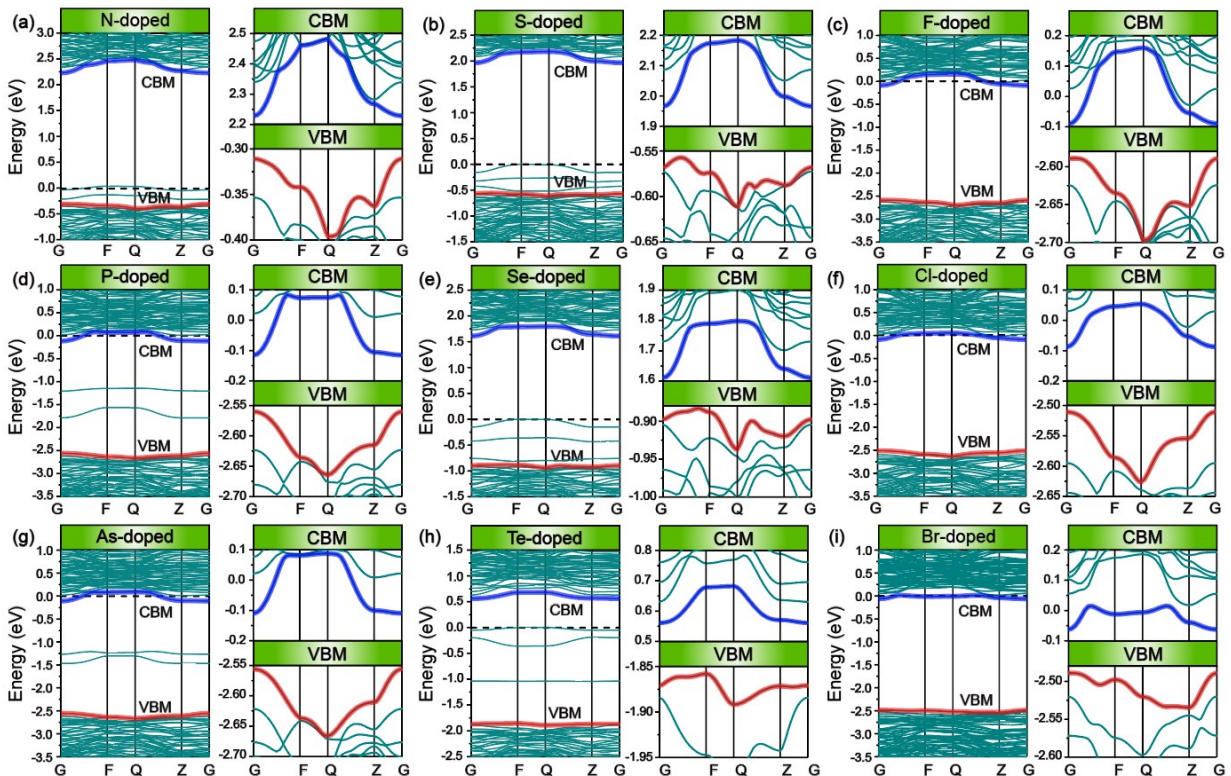 (a) N-doped CBM
3.0 2.5 2.0 1.5 1.0 0.5 0.0 -0.5 -1.0
Energy (eV)
CBM
VBM
2.5 2.4 2.3 2.2
VBM
-0.30 -0.35 -0.40
G F Q Z G G F Q Z G
(b) S-doped CBM
2.5 2.0 1.5 1.0 0.5 0.0 -0.5 -1.0 -1.5
Energy (eV)
CBM
VBM
2.2 2.1 2.0 1.9
VBM
-0.55 -0.60 -0.65
G F Q Z G G F Q Z G
(c) F-doped CBM
1.0 0.5 0.0 -0.5 -1.0 -1.5 -2.0 -2.5 -3.0 -3.5
Energy (eV)
CBM
VBM
0.2 0.1 0.0 -0.1
VBM
-2.60 -2.65 -2.70
G F Q Z G G F Q Z G
(d) P-doped CBM
1.0 0.5 0.0 -0.5 -1.0 -1.5 -2.0 -2.5 -3.0 -3.5
Energy (eV)
CBM
VBM
0.1 0.0 -0.1 -0.2
VBM
-2.55 -2.60 -2.65 -2.70
G F Q Z G G F Q Z G
(e) Se-doped CBM
2.5 2.0 1.5 1.0 0.5 0.0 -0.5 -1.0 -1.5
Energy (eV)
CBM
VBM
1.9 1.8 1.7 1.6
VBM
-0.90 -0.95 -1.00
G F Q Z G G F Q Z G
(f) Cl-doped CBM
1.0 0.5 0.0 -0.5 -1.0 -1.5 -2.0 -2.5 -3.0 -3.5
Energy (eV)
CBM
VBM
0.1 0.0 -0.1 -0.2
VBM
-2.50 -2.55 -2.60 -2.65
G F Q Z G G F Q Z G
(g) As-doped CBM
1.0 0.5 0.0 -0.5 -1.0 -1.5 -2.0 -2.5 -3.0 -3.5
Energy (eV)
CBM
VBM
0.1 0.0 -0.1 -0.2
VBM
-2.55 -2.60 -2.65 -2.70
G F Q Z G G F Q Z G
(h) Te-doped CBM
1.5 1.0 0.5 0.0 -0.5 -1.0 -1.5 -2.0 -2.5
Energy (eV)
CBM
VBM
0.8 0.7 0.6 0.5
VBM
-1.85 -1.90 -1.95
G F Q Z G G F Q Z G
(i) Br-doped CBM
1.0 0.5 0.0 -0.5 -1.0 -1.5 -2.0 -2.5 -3.0 -3.5
Energy (eV)
CBM
VBM
0.2 0.1 0.0 -0.1
VBM
-2.50 -2.55 -2.60
G F Q Z G G F Q Z G